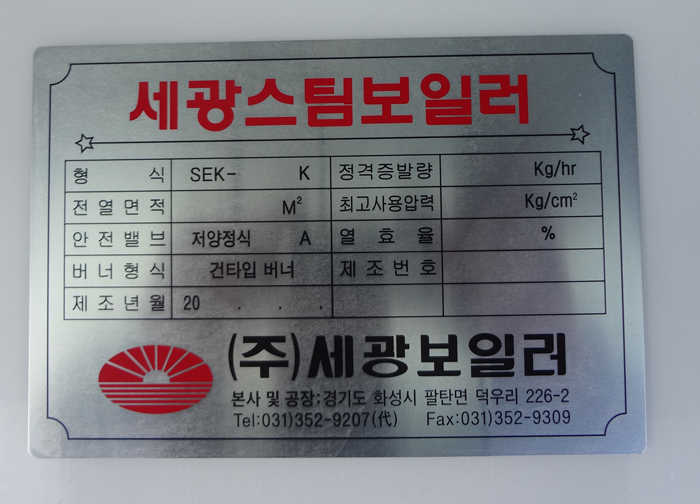 세광스팀보일러
형 식 SEK- K 정격증발량 Kg/hr
전열면적 M² 최고사용압력 Kg/cm²
안전밸브 저양정식 A 열 효 율 %
버너형식 건타입 버너 제조번호
제조년월 20 . . .
(주)세광보일러
본사 및 공장:경기도 화성시 팔탄면 덕우리 226-2
Tel:031)352-9207(代) Fax:031)352-9309